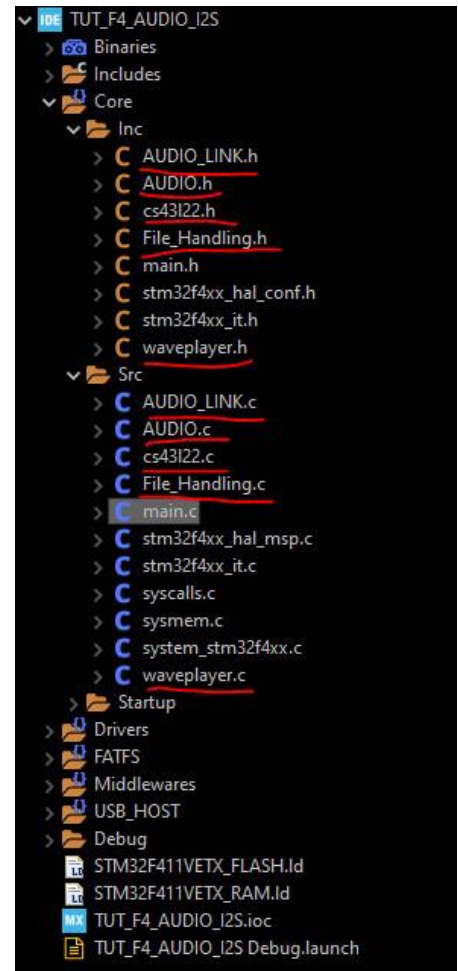 IDE TUT_F4_AUDIO_I2S
Binaries
Includes
Core
Inc
AUDIO_LINK.h
AUDIO.h
cs43l22.h
File_Handling.h
main.h
stm32f4xx_hal_conf.h
stm32f4xx_it.h
waveplayer.h
Src
AUDIO_LINK.c
AUDIO.c
cs43l22.c
File_Handling.c
main.c
stm32f4xx_hal_msp.c
stm32f4xx_it.c
syscalls.c
sysmem.c
system_stm32f4xx.c
waveplayer.c
Startup
Drivers
FATFS
Middlewares
USB_HOST
Debug
STM32F411VETX_FLASH.ld
STM32F411VETX_RAM.ld
MX TUT_F4_AUDIO_I2S.ioc
TUT_F4_AUDIO_I2S Debug.launch